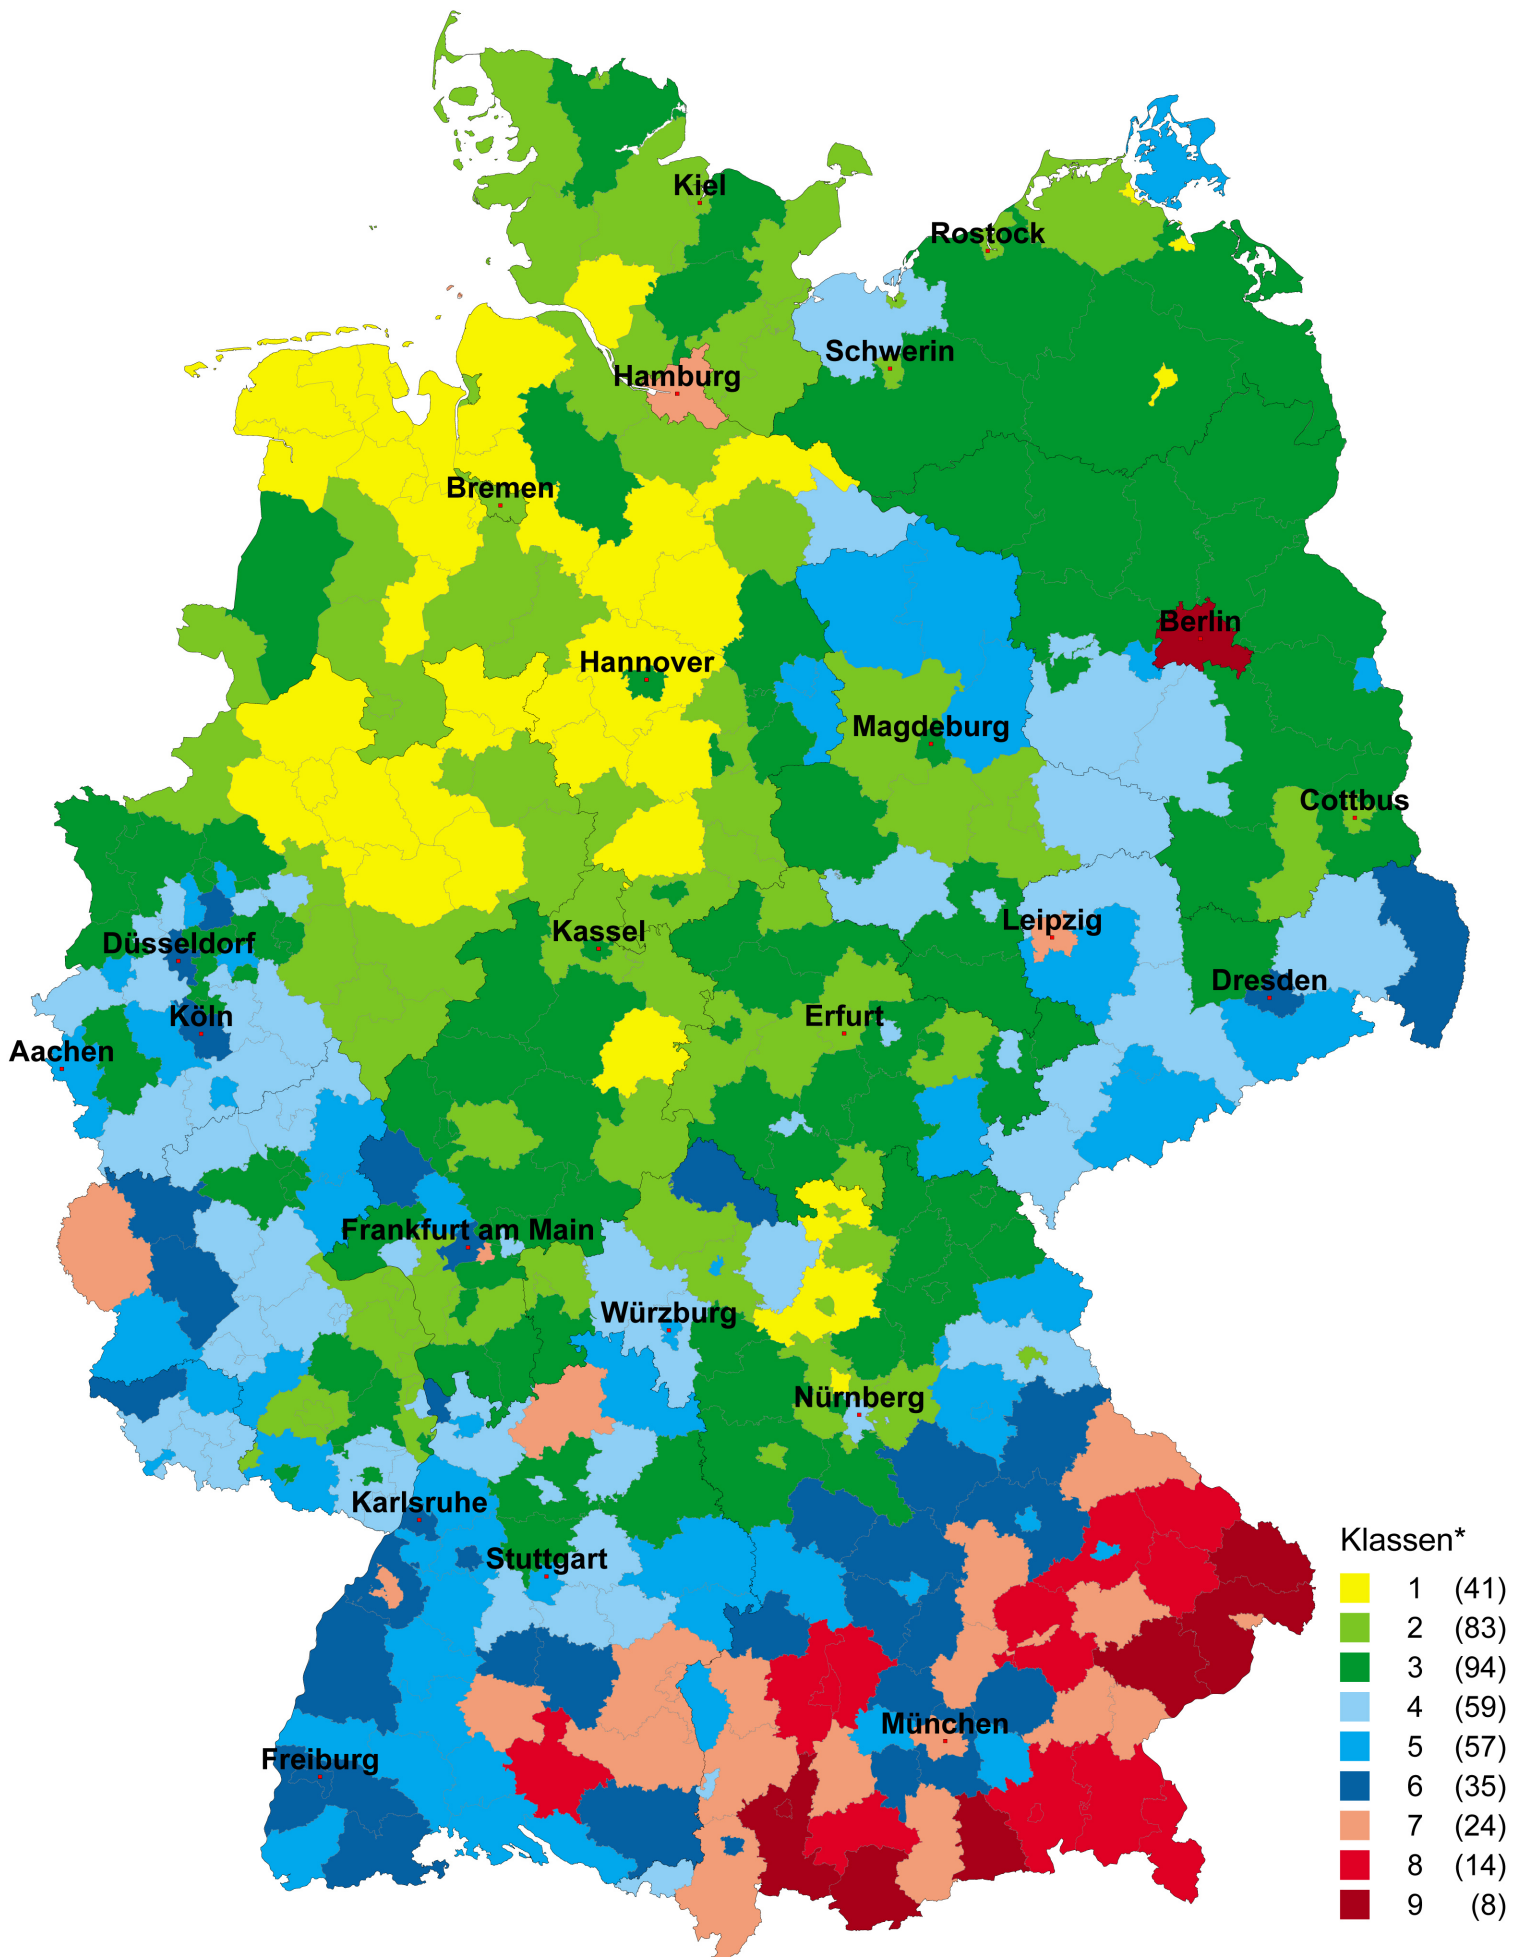 Kiel
Rostock
Schwerin
Hamburg
Bremen
Berlin
Hannover
Magdeburg
Cottbus
Leipzig
Kassel
Düsseldorf
Dresden
Köln
Erfurt
Aachen
Frankfurt am Main
Würzburg
Nürnberg
Karlsruhe
Stuttgart
München
Freiburg
Klassen*
1 (41)
2 (83)
3 (94)
4 (59)
5 (57)
6 (35)
7 (24)
8 (14)
9 (8)